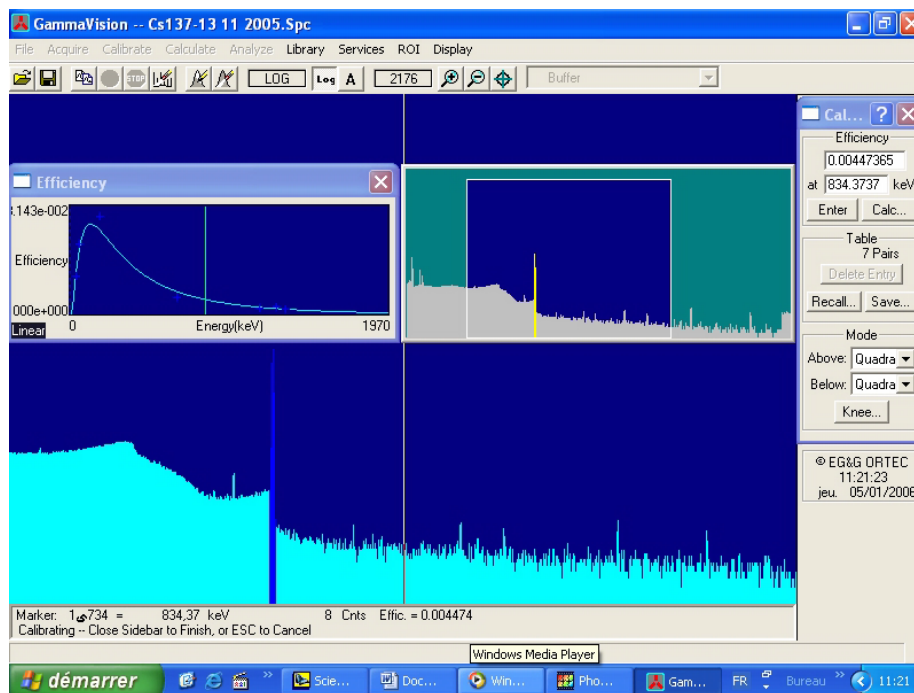 GammaVision -- Cs137-13 11 2005.Spc
File Acquire Calibrate Calculate Analyze Library Services ROI Display
LOG Log A 2176 Buffer
STOP
Cal...
Efficiency
0.00447365
at 834.3737 keV
Enter Calc...
Table
7 Pairs
Delete Entry
Recall... Save...
Mode
Above: Quadra
Below: Quadra
Knee...
© EG&G ORTEC
11:21:23
jeu. 05/01/2006
Efficiency
.143e-002
Efficiency
000e+000
Linear 0 Energy(keV) 1970
Marker: 1و734 = 834,37 keV 8 Cnts Effic. = 0.004474
Calibrating -- Close Sidebar to Finish, or ESC to Cancel
Windows Media Player
démarrer Scie... Doc... Win... Pho... Gam... FR Bureau 11:21